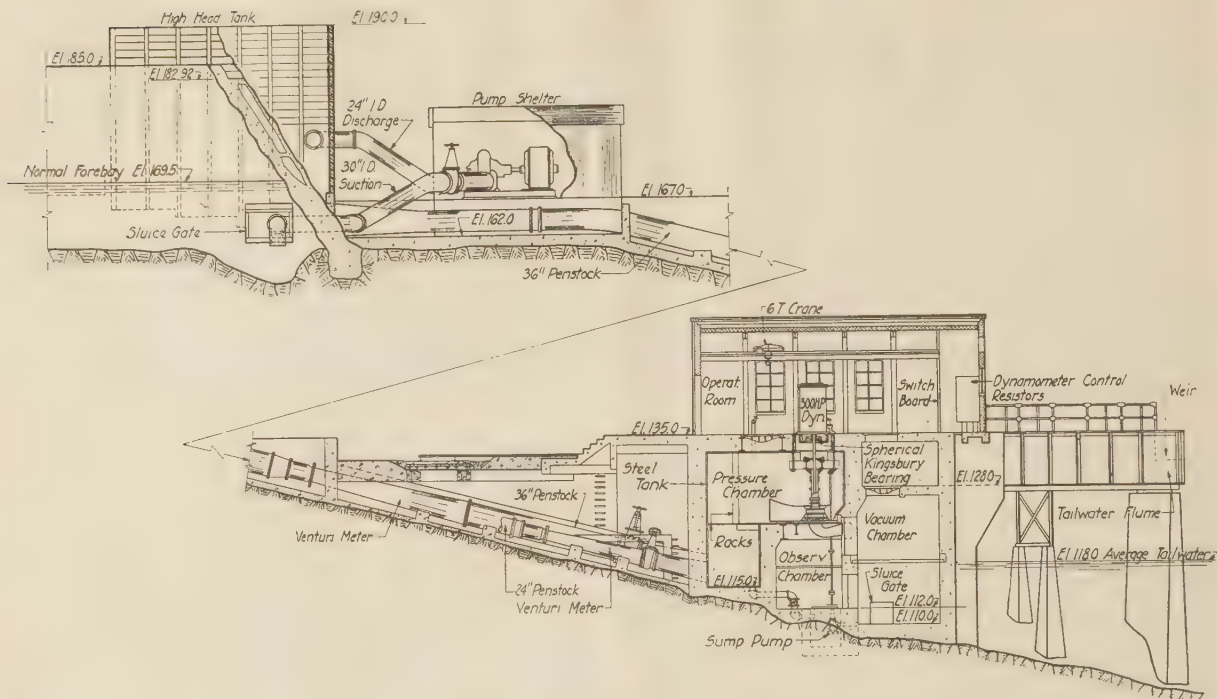 High Head Tank
El. 190.0
El. 185.0
El. 182.92
24" I.D.
Discharge
Pump Shelter
30" I.D.
Suction
Normal Forebay El. 169.5
El. 167.0
El. 162.0
Sluice Gate
36" Penstock
6 T Crane
Operat.
Room
300HP
Dyn.
Switch
Board
Dynamometer Control
Resistors
Weir
El. 135.0
Spherical
Kingsbury
Bearing
Steel
Tank
Pressure
Chamber
El. 128.0
36" Penstock
Vacuum
Chamber
Tailwater Flume
Venturi Meter
Racks
Observ.
Chamber
El. 118.0 Average Tailwater
El. 115.0
Sluice
Gate
El. 112.0
El. 110.0
24" Penstock
Venturi Meter
Sump Pump